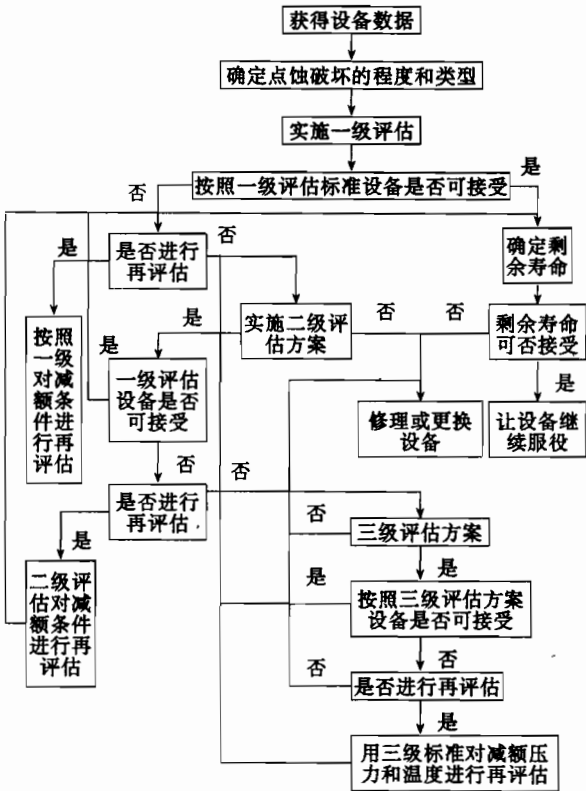 获得设备数据
确定点蚀破坏的程度和类型
实施一级评估
是
按照一级评估标准设备是否可接受
否
是
是否进行
再评估
否
确定剩
余寿命
按照
一级
对减
额条
件进
行再
评估
是
实施二级评
估方案
否
否
剩余寿命
可否接受
是
一级评估
设备是否
可接受
修理或更换
设备
是
让设备继
续服役
否
否
是否进行
再评估
否
三级评估方案
是
二级评
估对减
额条件
进行再
评估
是
是
按照三级评估方案
设备是否可接受
否
否
是否进行再评估
是
用三级标准对减额压
力和温度进行再评估